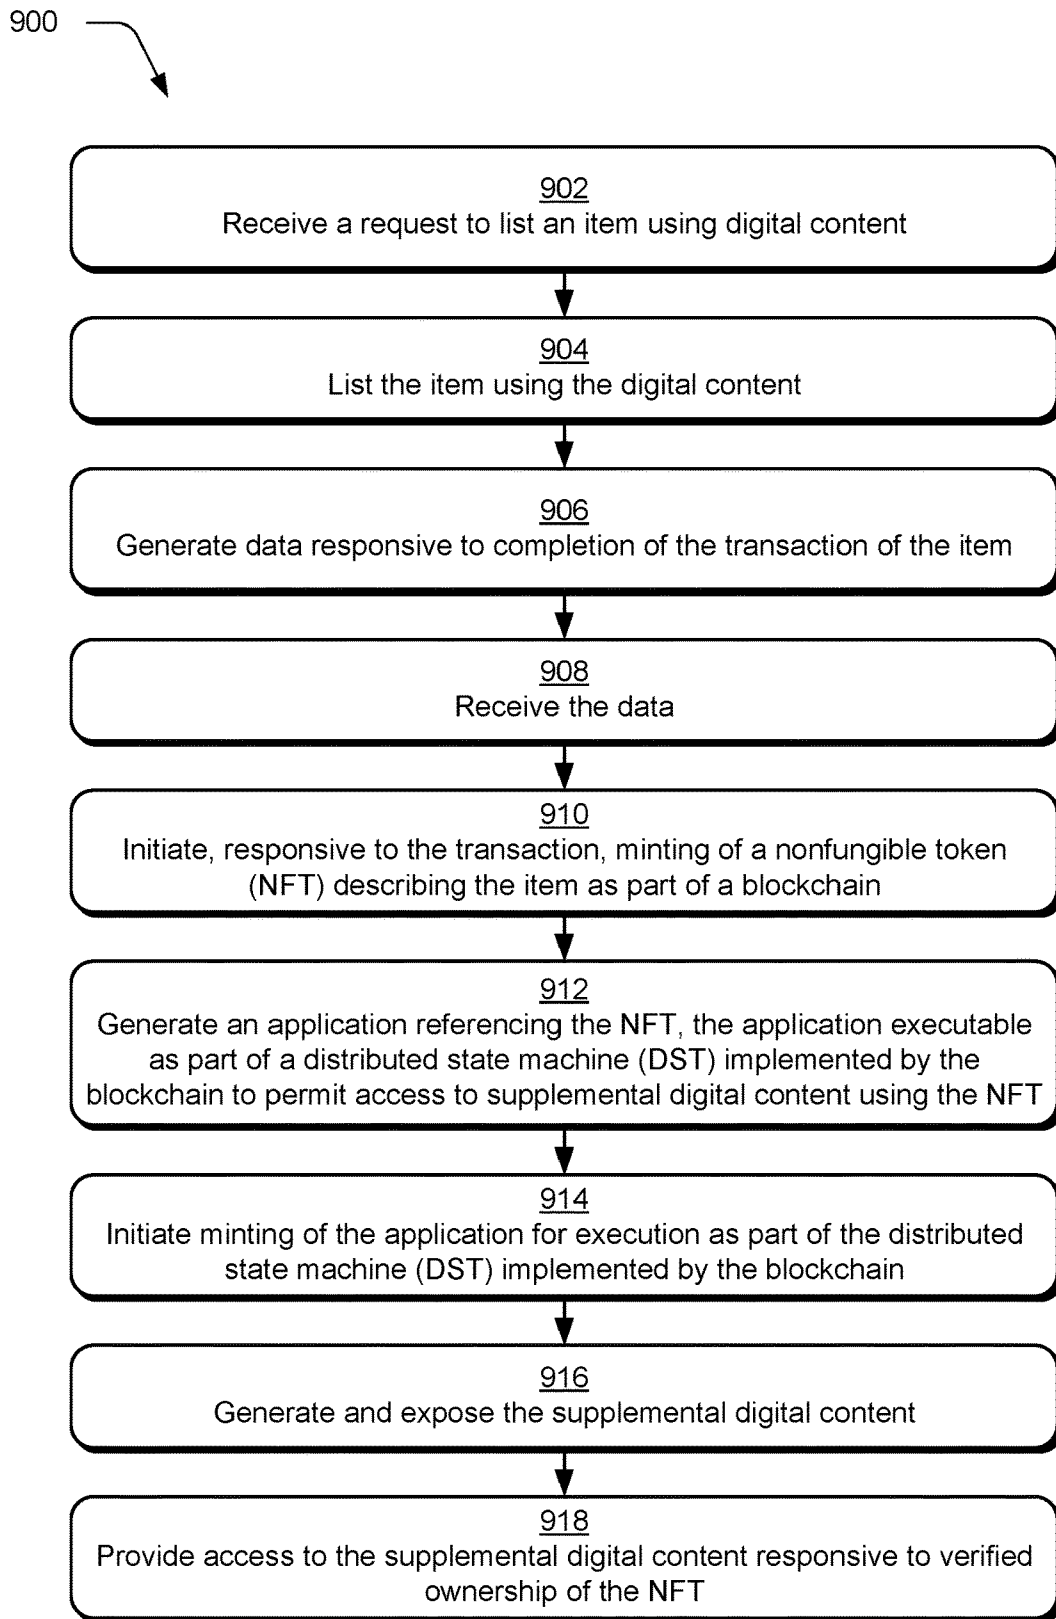 900
902
Receive a request to list an item using digital content
904
List the item using the digital content
906
Generate data responsive to completion of the transaction of the item
908
Receive the data
910
Initiate, responsive to the transaction, minting of a nonfungible token
(NFT) describing the item as part of a blockchain
912
Generate an application referencing the NFT, the application executable
as part of a distributed state machine (DST) implemented by the
blockchain to permit access to supplemental digital content using the NFT
914
Initiate minting of the application for execution as part of the distributed
state machine (DST) implemented by the blockchain
916
Generate and expose the supplemental digital content
918
Provide access to the supplemental digital content responsive to verified
ownership of the NFT